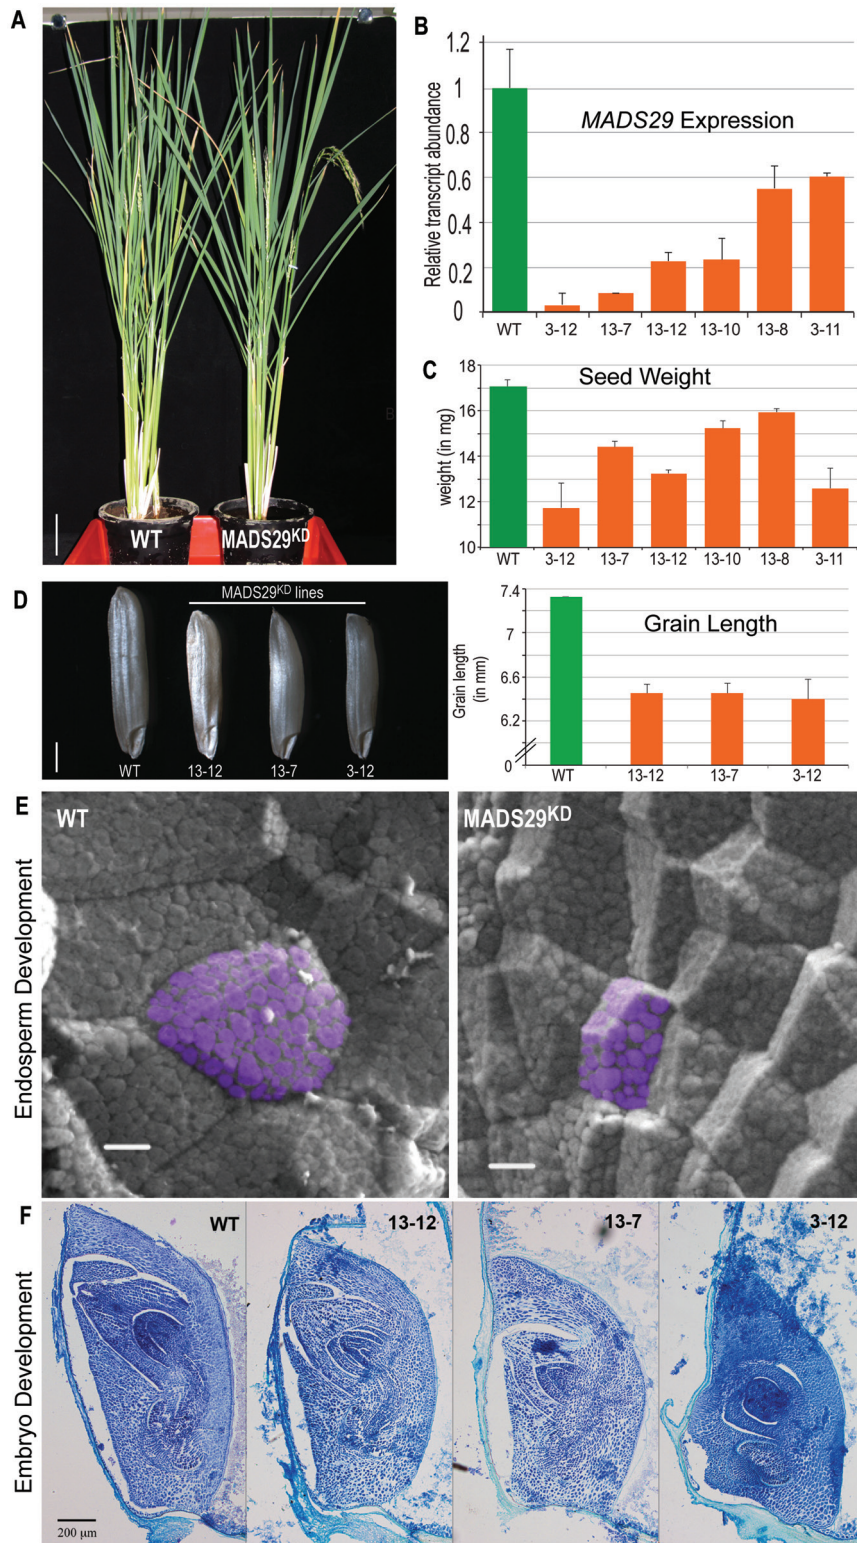 A
WT
MADS29KD
B
MADS29 Expression
Relative transcript abundance
1.2
1
0.8
0.6
0.4
0.2
0
WT 3-12 13-7 13-12 13-10 13-8 3-11
C
Seed Weight
weight (in mg)
18
16
14
12
10
WT 3-12 13-7 13-12 13-10 13-8 3-11
D
MADS29KD lines
WT 13-12 13-7 3-12
Grain Length
Grain length
(in mm)
7.4
7
6.6
6.2
0
WT 13-12 13-7 3-12
E
Endosperm Development
WT
MADS29KD
F
Embryo Development
WT
13-12
13-7
3-12
200 µm